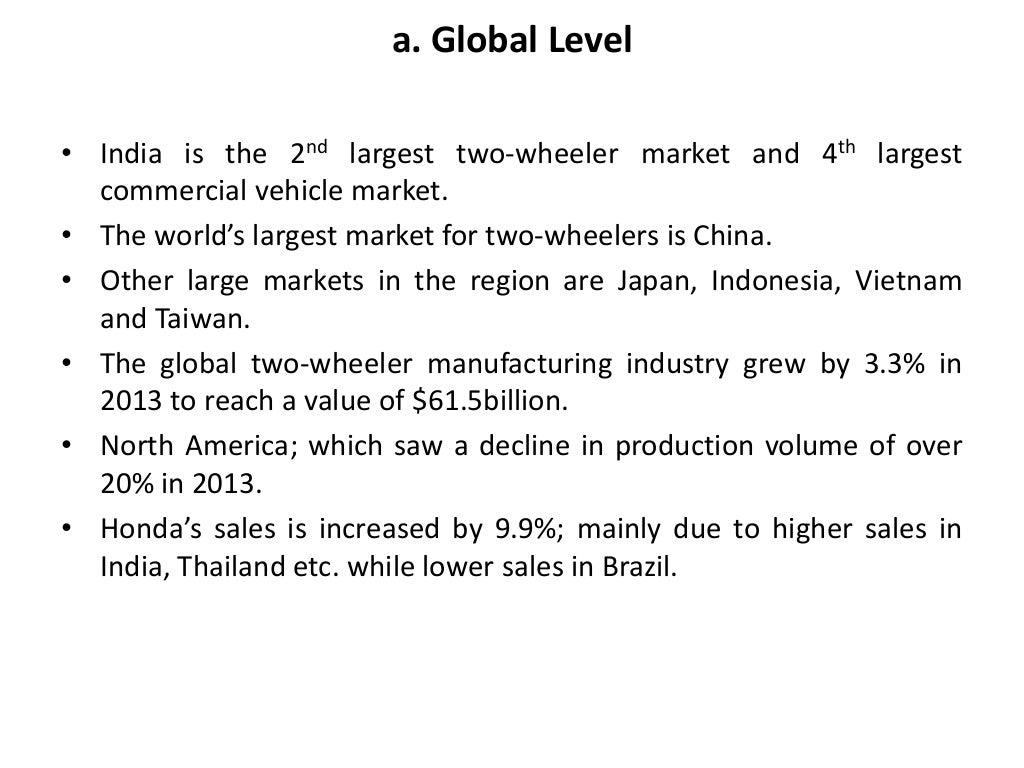 a. Global Level
• India is the 2nd largest two-wheeler market and 4th largest
commercial vehicle market.
• The world’s largest market for two-wheelers is China.
• Other large markets in the region are Japan, Indonesia, Vietnam
and Taiwan.
• The global two-wheeler manufacturing industry grew by 3.3% in
2013 to reach a value of $61.5billion.
• North America; which saw a decline in production volume of over
20% in 2013.
• Honda’s sales is increased by 9.9%; mainly due to higher sales in
India, Thailand etc. while lower sales in Brazil.